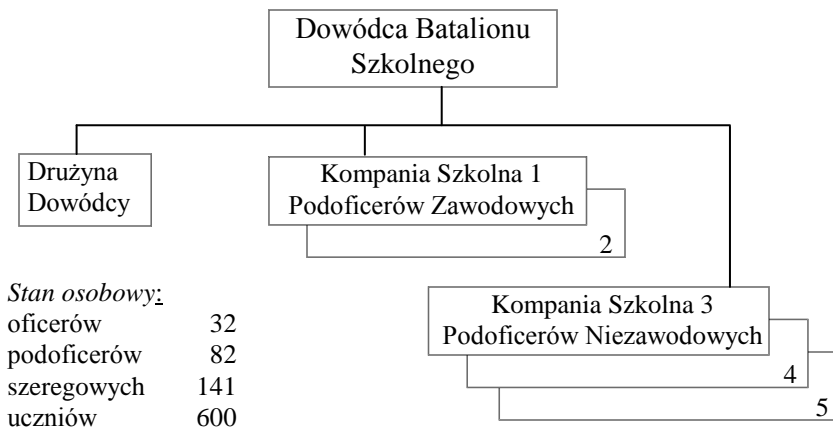 Dowódca Batalionu
Szkolnego
Drużyna
Dowódcy
Kompania Szkolna 1
Podoficerów Zawodowych
2
Kompania Szkolna 3
Podoficerów Niezawodowych
4
5
Stan osobowy:
oficerów 32
podoficerów 82
szeregowych 141
uczniów 600